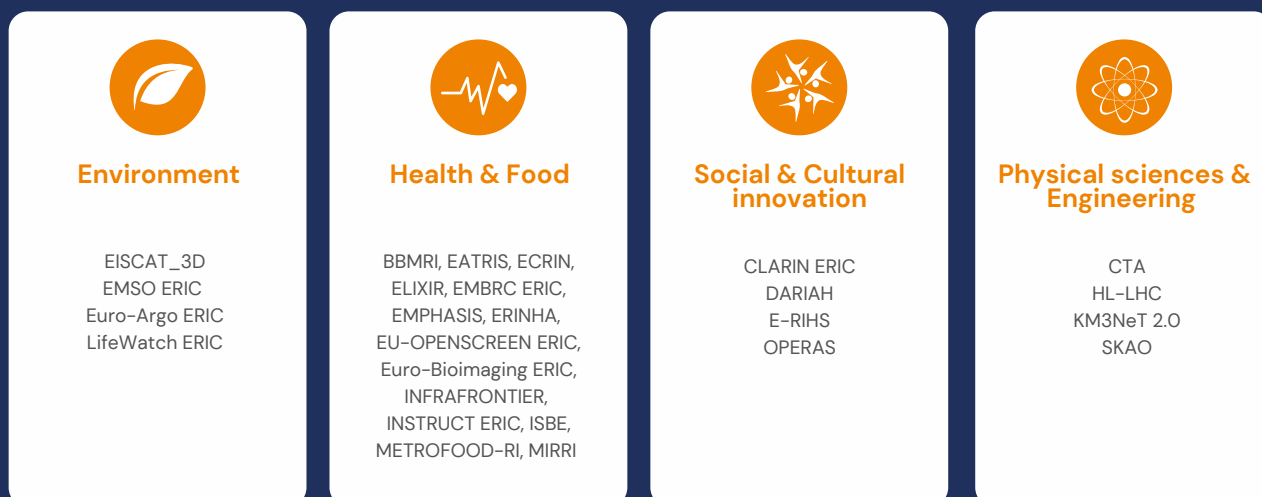 Environment
EISCAT_3D
EMSO ERIC
Euro-Argo ERIC
LifeWatch ERIC
Health & Food
BBMRI, EATRIS, ECRIN,
ELIXIR, EMBRC ERIC,
EMPHASIS, ERINHA,
EU-OPENSCREEN ERIC,
Euro-Bioimaging ERIC,
INFRAFRONTIER,
INSTRUCT ERIC, ISBE,
METROFOOD-RI, MIRRI
Social & Cultural
innovation
CLARIN ERIC
DARIAH
E-RIHS
OPERAS
Physical sciences &
Engineering
CTA
HL-LHC
KM3NeT 2.0
SKAO